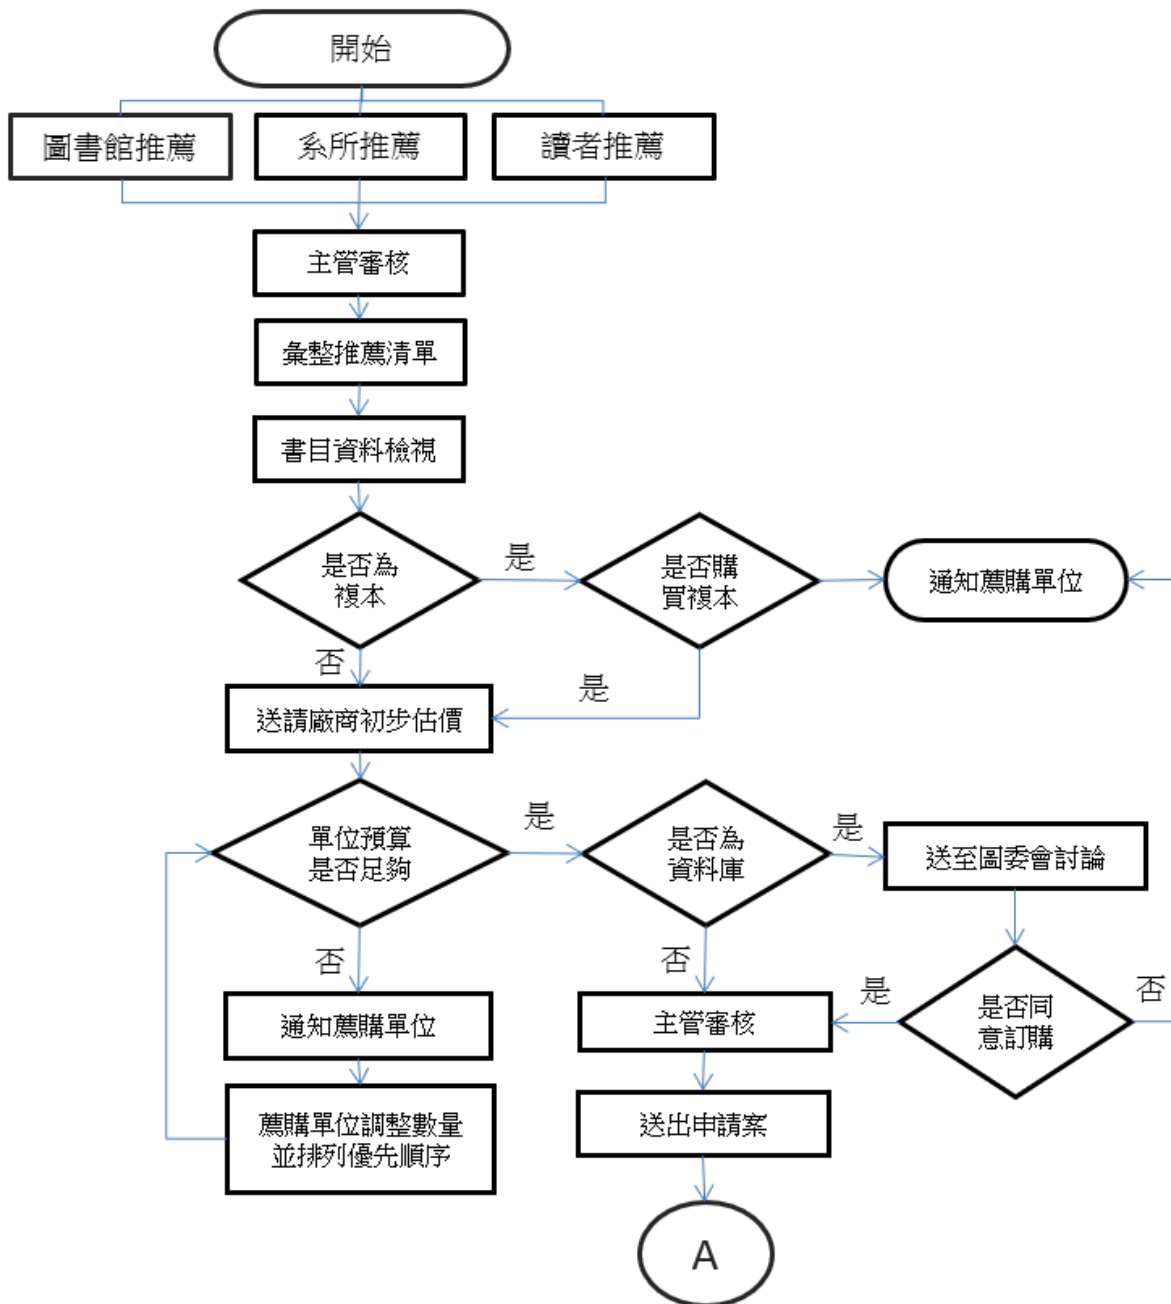 開始
圖書館推薦
系所推薦
讀者推薦
主管審核
彙整推薦清單
書目資料檢視
是否為
複本
是
是否購
買複本
通知薦購單位
否
是
送請廠商初步估價
單位預算
是否足夠
是
是否為
資料庫
是
送至圖委會討論
否
通知薦購單位
否
主管審核
是
是否同
意訂購
否
薦購單位調整數量
並排列優先順序
送出申請案
A